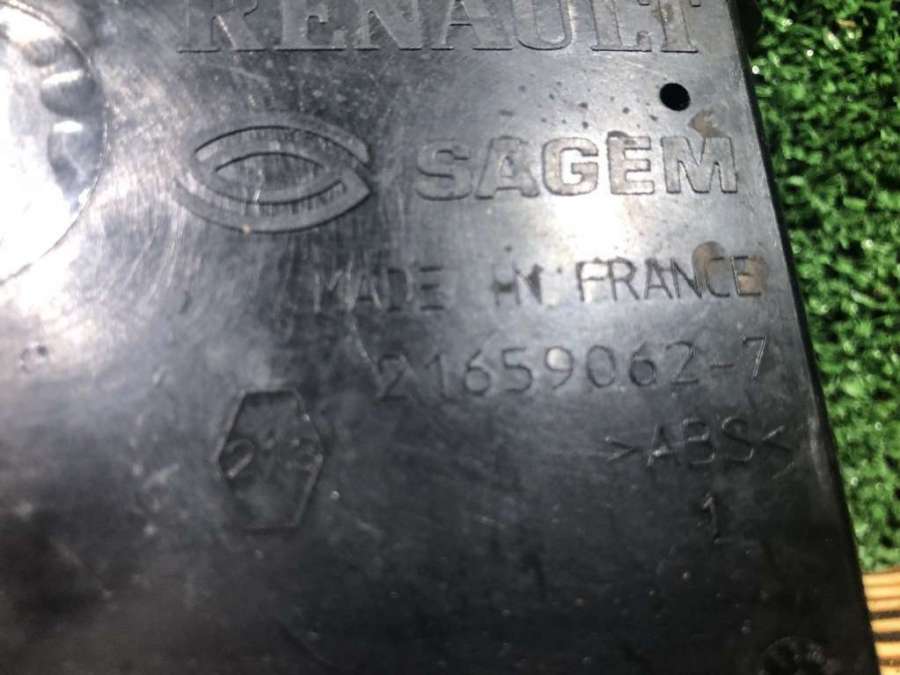 RENAULT
SAGEM
MADE IN FRANCE
21659062-7
>ABS<
1